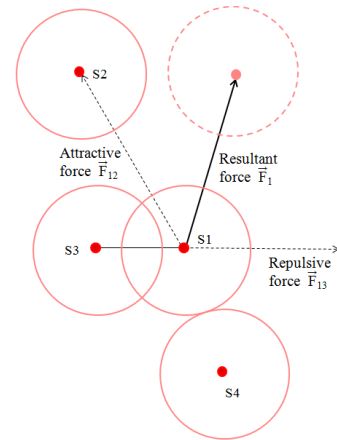 S2
Attractive
force F⃗₁₂
Resultant
force F⃗₁
S1
S3
Repulsive
force F⃗₁₃
S4